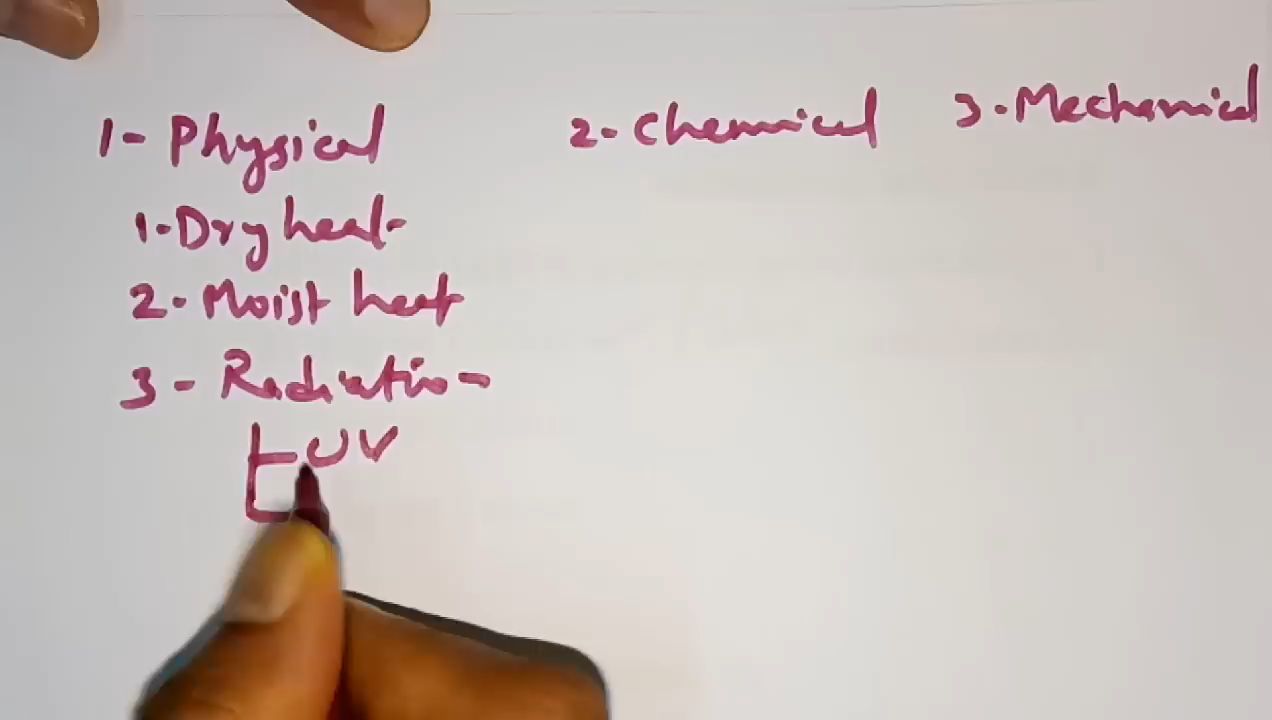 1- Physical 2- Chemical 3- Mechanical
1- Dry heat
2- Moist heat
3- Radiation
UV